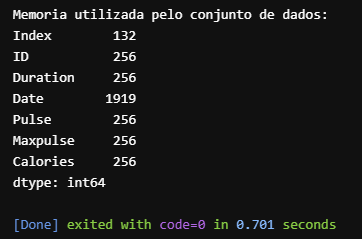 Memoria utilizada pelo conjunto de dados:
Index 132
ID 256
Duration 256
Date 1919
Pulse 256
Maxpulse 256
Calories 256
dtype: int64
[Done] exited with code=0 in 0.701 seconds